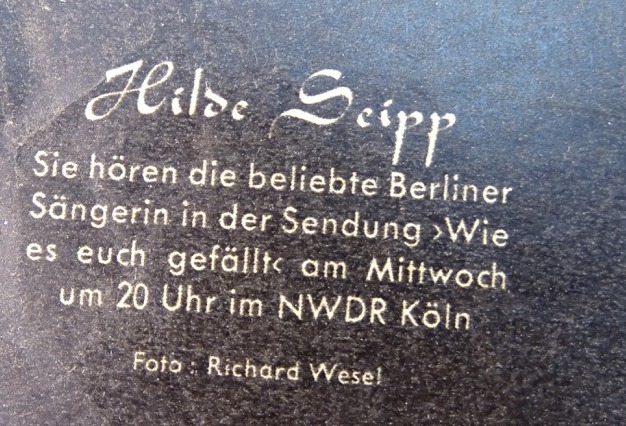 Hilde Seipp
Sie hören die beliebte Berliner
Sängerin in der Sendung ›Wie
es euch gefällt‹ am Mittwoch
um 20 Uhr im NWDR Köln
Foto: Richard Wesel